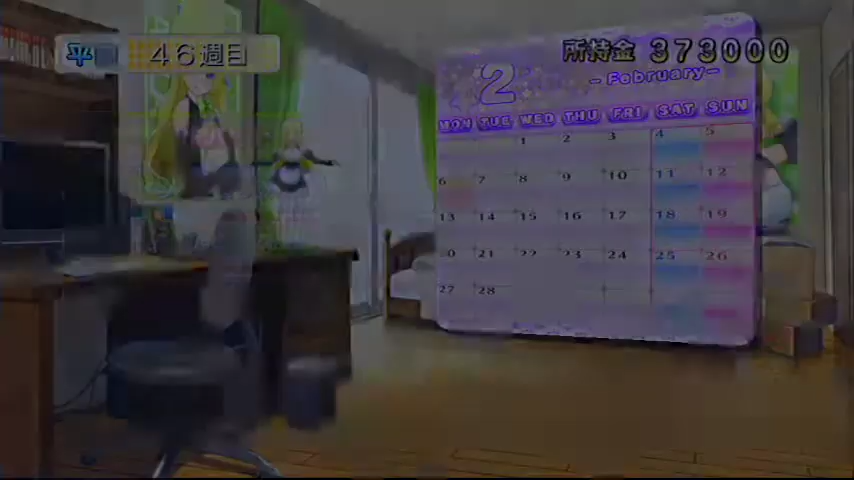 平 46週目
所持金 373000
2
-February-
MON TUE WED THU FRI SAT SUN
1 2 3 4 5
6 7 8 9 10 11 12
13 14 15 16 17 18 19
21 22 23 24 25 26
27 28